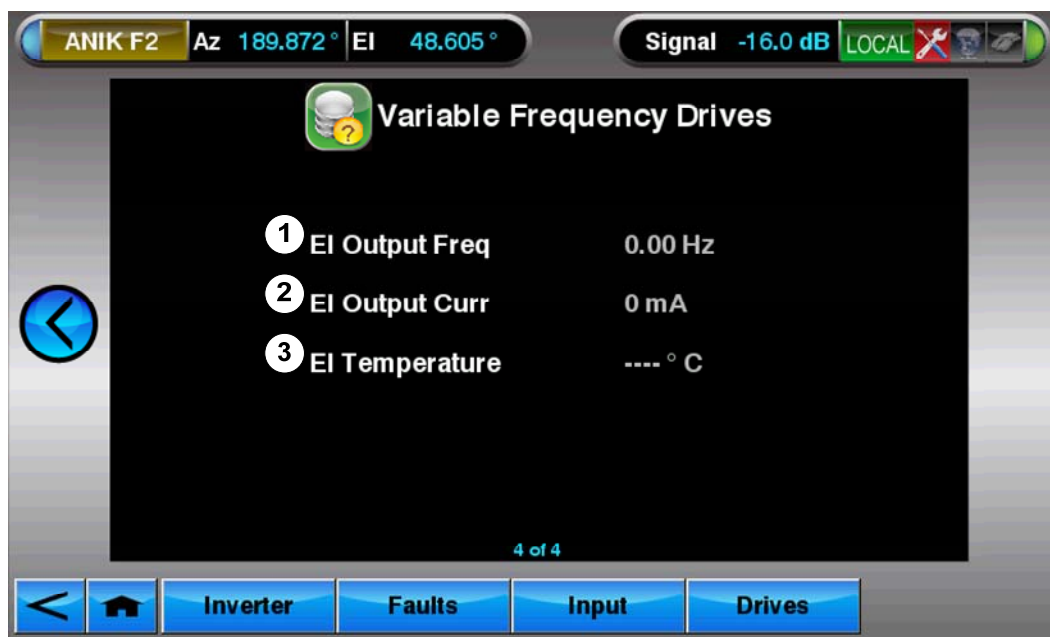 ANIK F2 Az 189.872° El 48.605° Signal -16.0 dB LOCAL
? Variable Frequency Drives
1 El Output Freq 0.00 Hz
2 El Output Curr 0 mA
3 El Temperature ----° C
4 of 4
Inverter Faults Input Drives